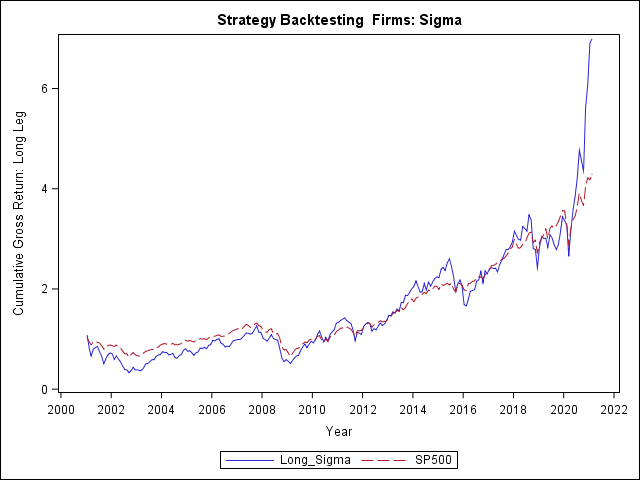 Strategy Backtesting  Firms: Sigma
Cumulative Gross Return: Long Leg
6
4
2
0
2000 2002 2004 2006 2008 2010 2012 2014 2016 2018 2020 2022
Year
Long_Sigma SP500